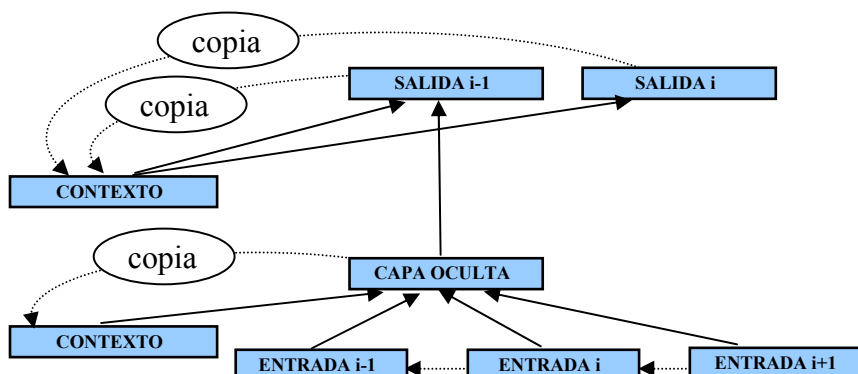 copia
SALIDA i-1
SALIDA i
copia
CONTEXTO
copia
CAPA OCULTA
CONTEXTO
ENTRADA i-1
ENTRADA i
ENTRADA i+1